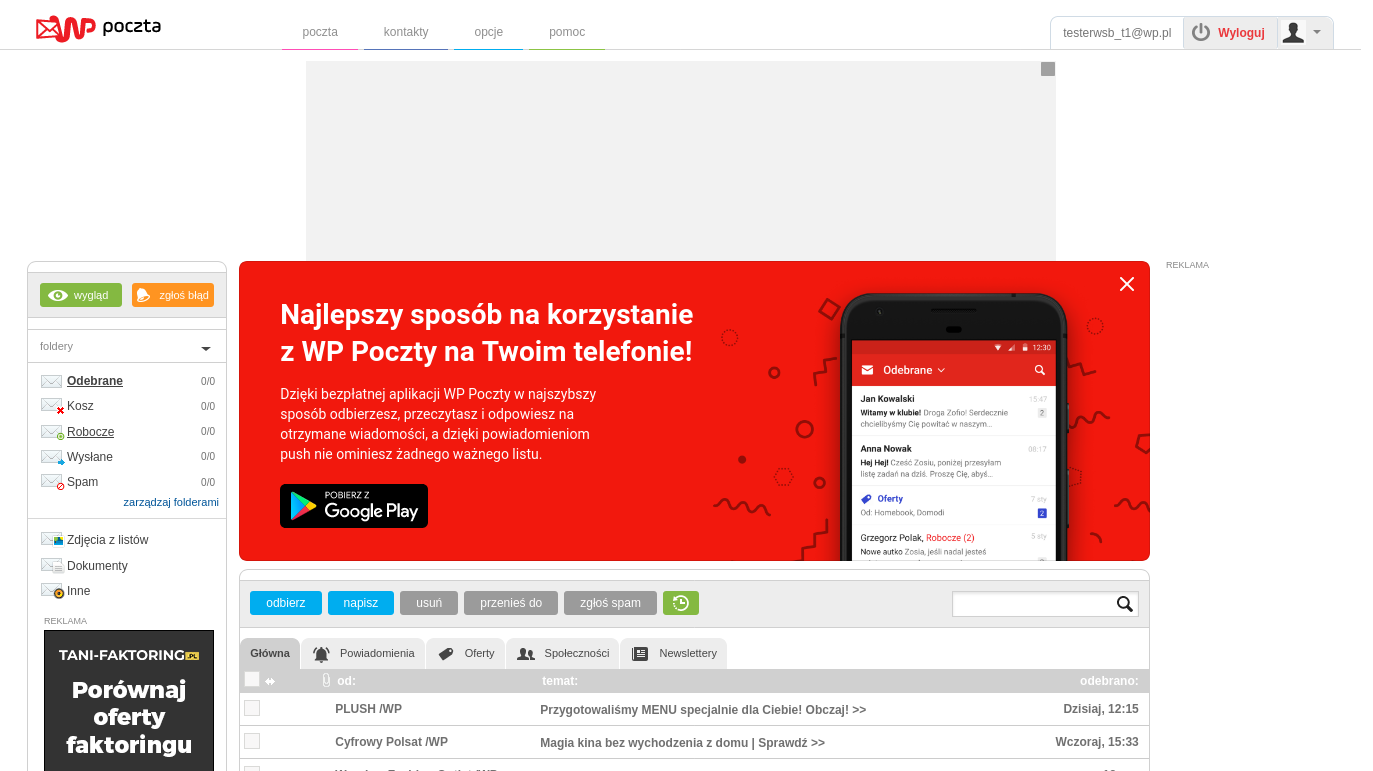 WP poczta
poczta kontakty opcje pomoc
testerwsb_t1@wp.pl Wyloguj
REKLAMA
wygląd zgłoś błąd
foldery
Odebrane 0/0
Kosz 0/0
Robocze 0/0
Wysłane 0/0
Spam 0/0
zarządzaj folderami
Zdjęcia z listów
Dokumenty
Inne
REKLAMA
TANI-FAKTORING.PL
Porównaj
oferty
faktoringu
Najlepszy sposób na korzystanie
z WP Poczty na Twoim telefonie!
Dzięki bezpłatnej aplikacji WP Poczty w najszybszy
sposób odbierzesz, przeczytasz i odpowiesz na
otrzymane wiadomości, a dzięki powiadomieniom
push nie ominiesz żadnego ważnego listu.
POBIERZ Z
Google Play
12:30
Odebrane
Jan Kowalski 15:47
Witamy w klubie! Droga Zofio! Serdecznie 2
chcielibyśmy Cię powitać w naszym...
Anna Nowak 08:17
Hej Hej! Cześć Zosiu, poniżej przesyłam
listę zadań na dziś. Proszę Cię, abyś...
Oferty 7 sty
Od: Homebook, Domodi 2
Grzegorz Polak, Robocze (2) 5 sty
Nowe autko Zosia, jeśli nadal jesteś
odbierz napisz usuń przenieś do zgłoś spam
Główna Powiadomienia Oferty Społeczności Newslettery
od: temat: odebrano:
PLUSH /WP Przygotowaliśmy MENU specjalnie dla Ciebie! Obczaj! >> Dzisiaj, 12:15
Cyfrowy Polsat /WP Magia kina bez wychodzenia z domu | Sprawdź >> Wczoraj, 15:33